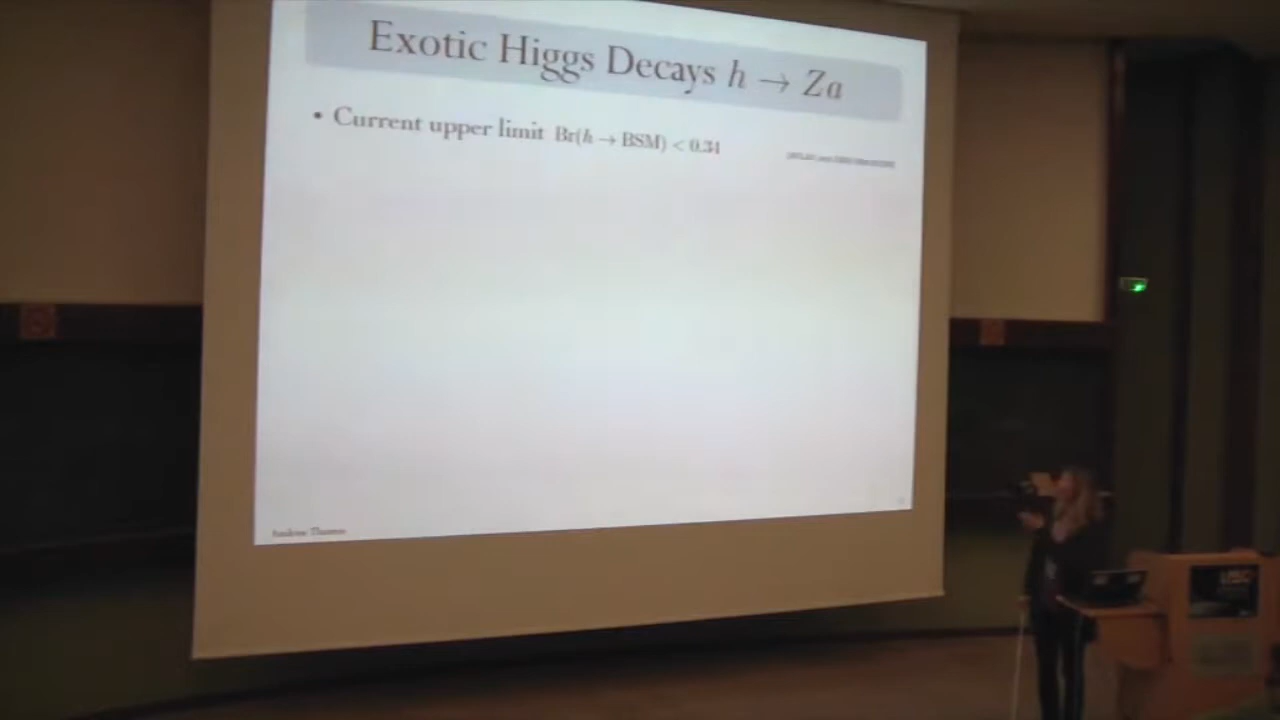 Exotic Higgs Decays h → Za
• Current upper limit Br(h → BSM) < 0.34